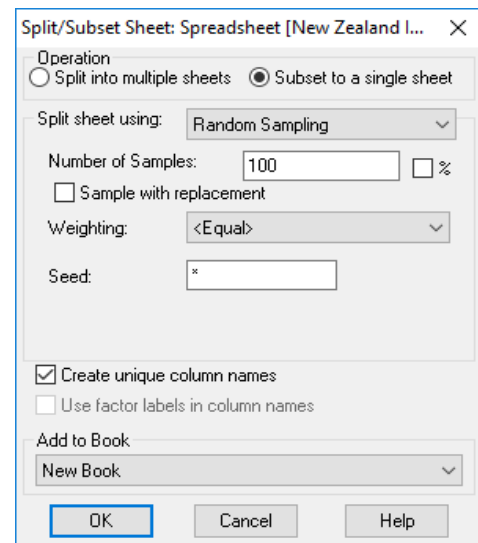 Split/Subset Sheet: Spreadsheet [New Zealand I...
Operation
Split into multiple sheets Subset to a single sheet
Split sheet using: Random Sampling
Number of Samples: 100 %
Sample with replacement
Weighting: <Equal>
Seed: *
Create unique column names
Use factor labels in column names
Add to Book
New Book
OK Cancel Help